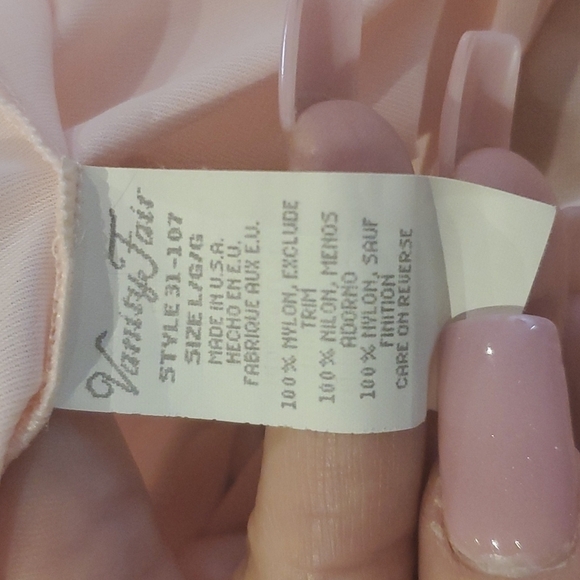 Vanity Fair
STYLE 31-107
SIZE L/G/G
MADE IN U.S.A.
HECHO EN E.U.
FABRIQUE AUX E.U.
100% NYLON, EXCLUDE
TRIM
100% NILON, MENOS
ADORNO
100% NYLON, SAUF
FINITION
CARE ON REVERSE